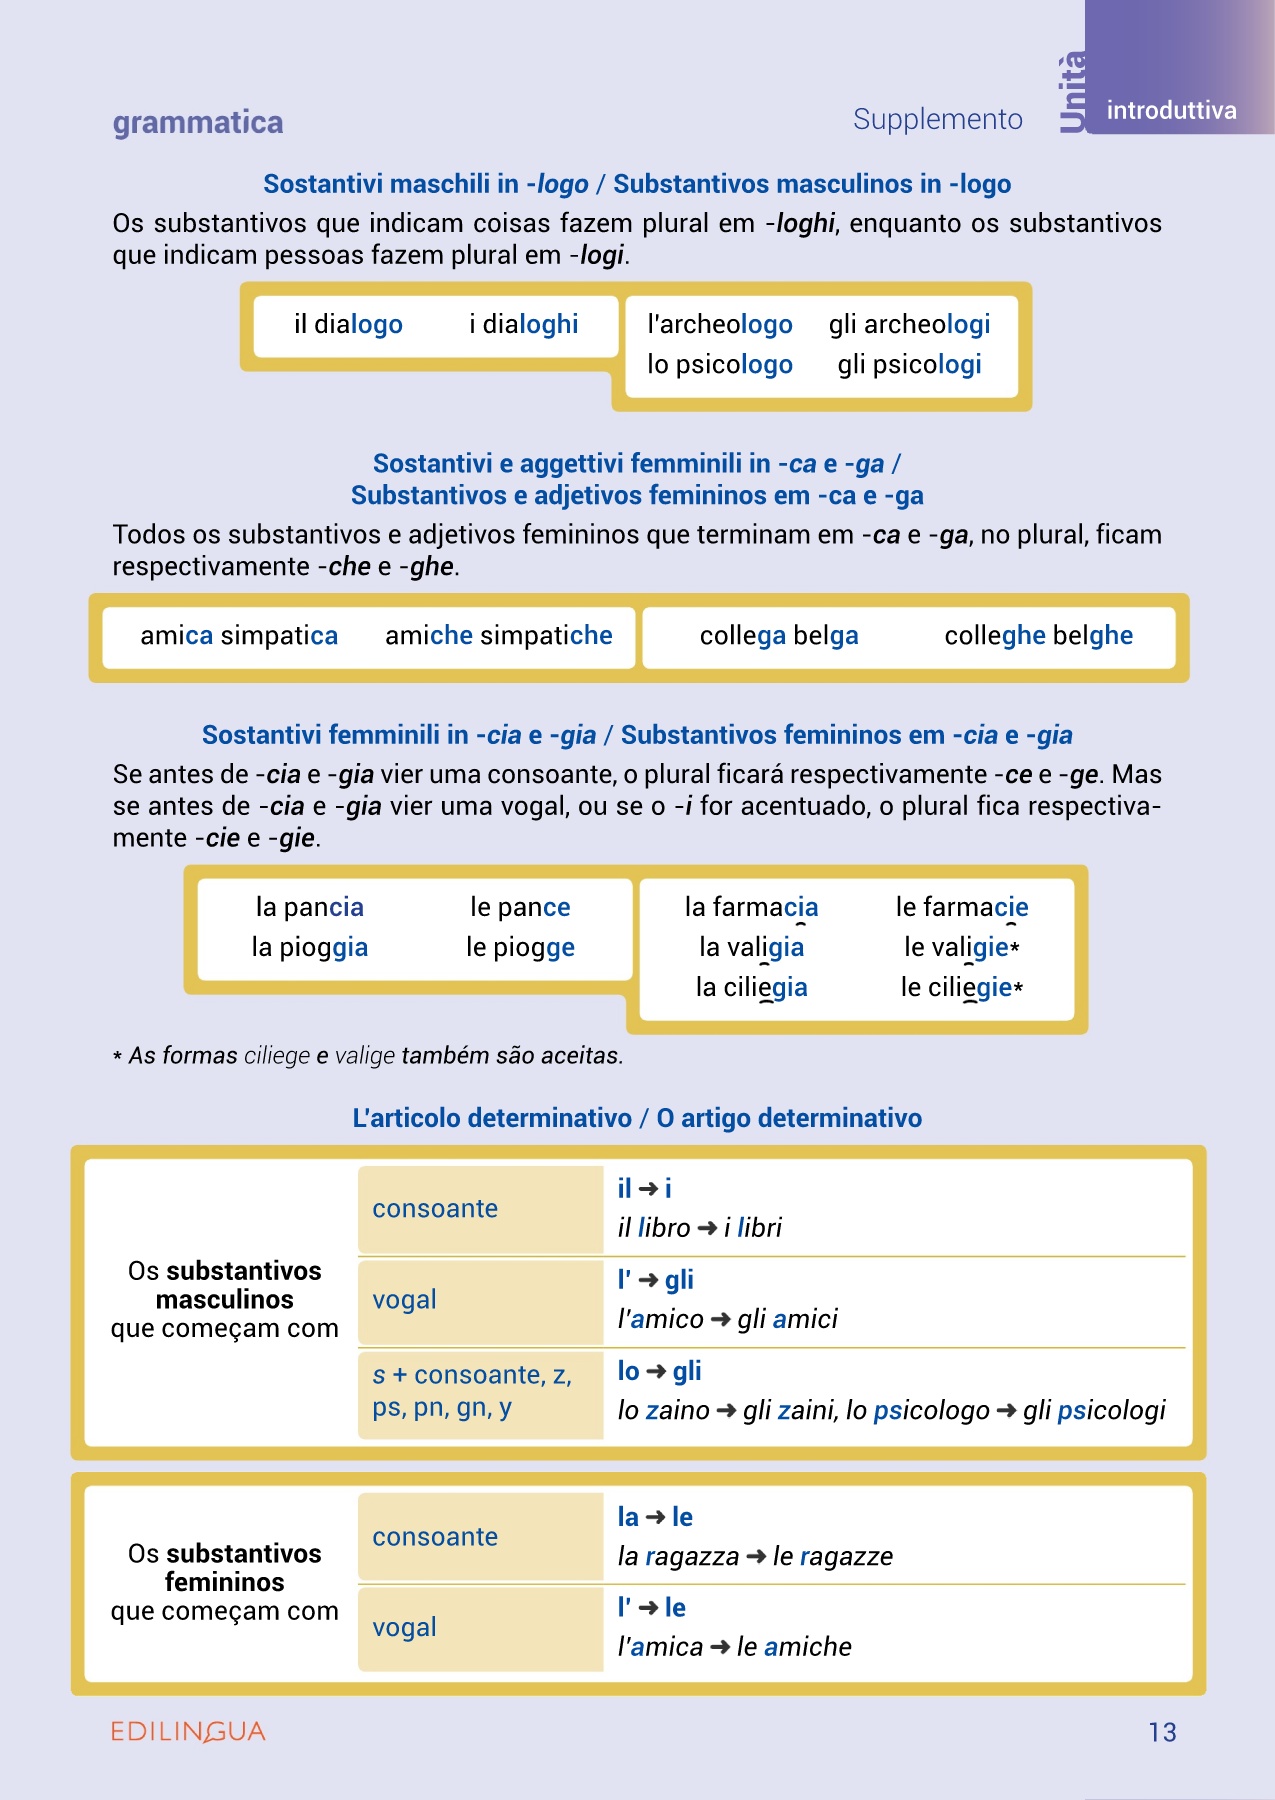 grammatica
Supplemento
Unità
introduttiva
Sostantivi maschili in -logo / Substantivos masculinos in -logo
Os substantivos que indicam coisas fazem plural em -loghi, enquanto os substantivos
que indicam pessoas fazem plural em -logi.
il dialogo i dialoghi l'archeologo gli archeologi
lo psicologo gli psicologi
Sostantivi e aggettivi femminili in -ca e -ga /
Substantivos e adjetivos femininos em -ca e -ga
Todos os substantivos e adjetivos femininos que terminam em -ca e -ga, no plural, ficam
respectivamente -che e -ghe.
amica simpatica amiche simpatiche collega belga colleghe belghe
Sostantivi femminili in -cia e -gia / Substantivos femininos em -cia e -gia
Se antes de -cia e -gia vier uma consoante, o plural ficará respectivamente -ce e -ge. Mas
se antes de -cia e -gia vier uma vogal, ou se o -i for acentuado, o plural fica respectiva-
mente -cie e -gie.
la pancia le pance la farmacia le farmacie
la pioggia le piogge la valigia le valigie*
la ciliegia le ciliegie*
* As formas ciliege e valige também são aceitas.
L'articolo determinativo / O artigo determinativo
Os substantivos
masculinos
que começam com
consoante
il ➜ i
il libro ➜ i libri
vogal
l' ➜ gli
l'amico ➜ gli amici
s + consoante, z,
ps, pn, gn, y
lo ➜ gli
lo zaino ➜ gli zaini, lo psicologo ➜ gli psicologi
Os substantivos
femininos
que começam com
consoante
la ➜ le
la ragazza ➜ le ragazze
vogal
l' ➜ le
l'amica ➜ le amiche
EDILINGUA
13